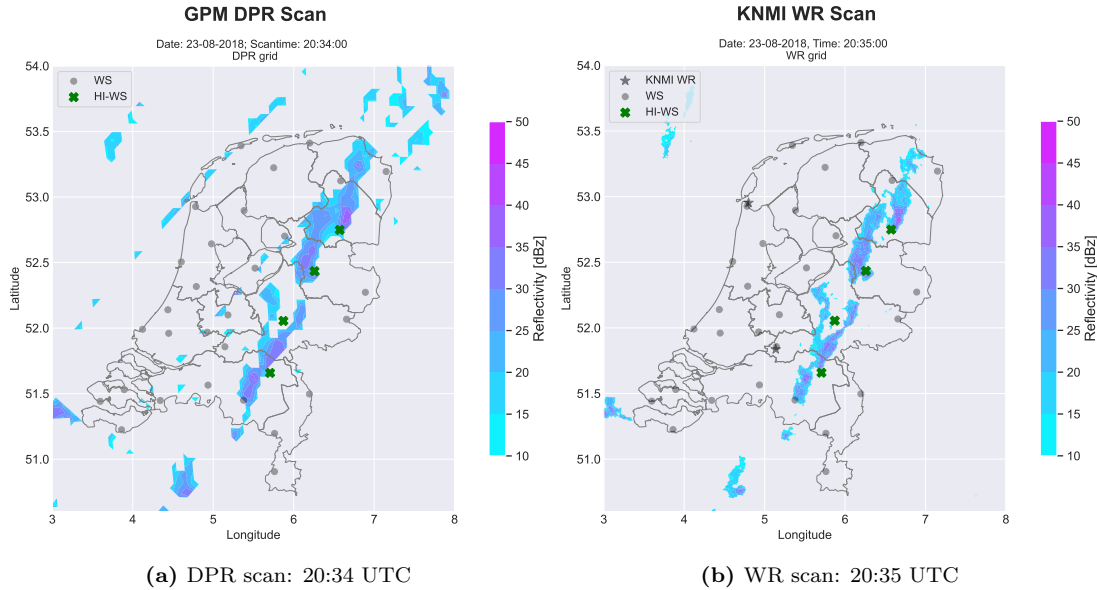 GPM DPR Scan
Date: 23-08-2018; Scantime: 20:34:00
DPR grid
WS
HI-WS
54.0
53.5
53.0
52.5
52.0
51.5
51.0
Latitude
3 4 5 6 7 8
Longitude
50
45
40
35
30
25
20
15
10
Reflectivity [dBz]
(a) DPR scan: 20:34 UTC
KNMI WR Scan
Date: 23-08-2018, Time: 20:35:00
WR grid
KNMI WR
WS
HI-WS
54.0
53.5
53.0
52.5
52.0
51.5
51.0
Latitude
3 4 5 6 7 8
Longitude
50
45
40
35
30
25
20
15
10
Reflectivity [dBz]
(b) WR scan: 20:35 UTC